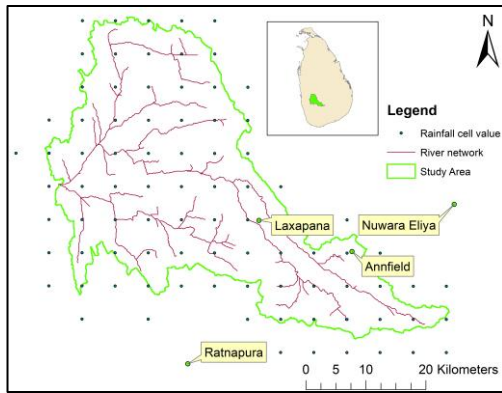 N
Legend
Rainfall cell value
River network
Study Area
Nuwara Eliya
Laxapana
Annfield
Ratnapura
0 5 10 20 Kilometers